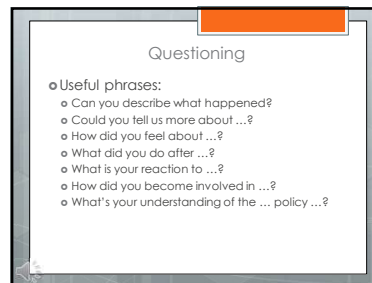 Questioning
Useful phrases:
Can you describe what happened?
Could you tell us more about …?
How did you feel about …?
What did you do after …?
What is your reaction to …?
How did you become involved in …?
What's your understanding of the … policy …?